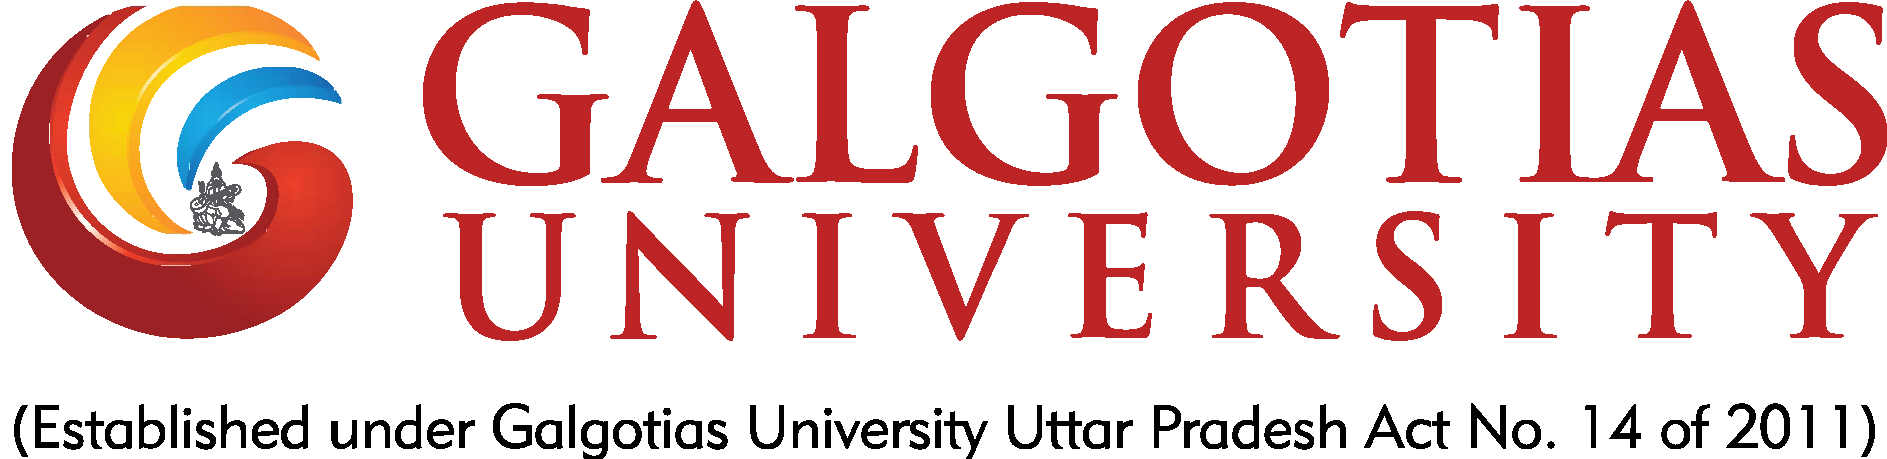 GALGOTIAS
UNIVERSITY
(Established under Galgotias University Uttar Pradesh Act No. 14 of 2011)